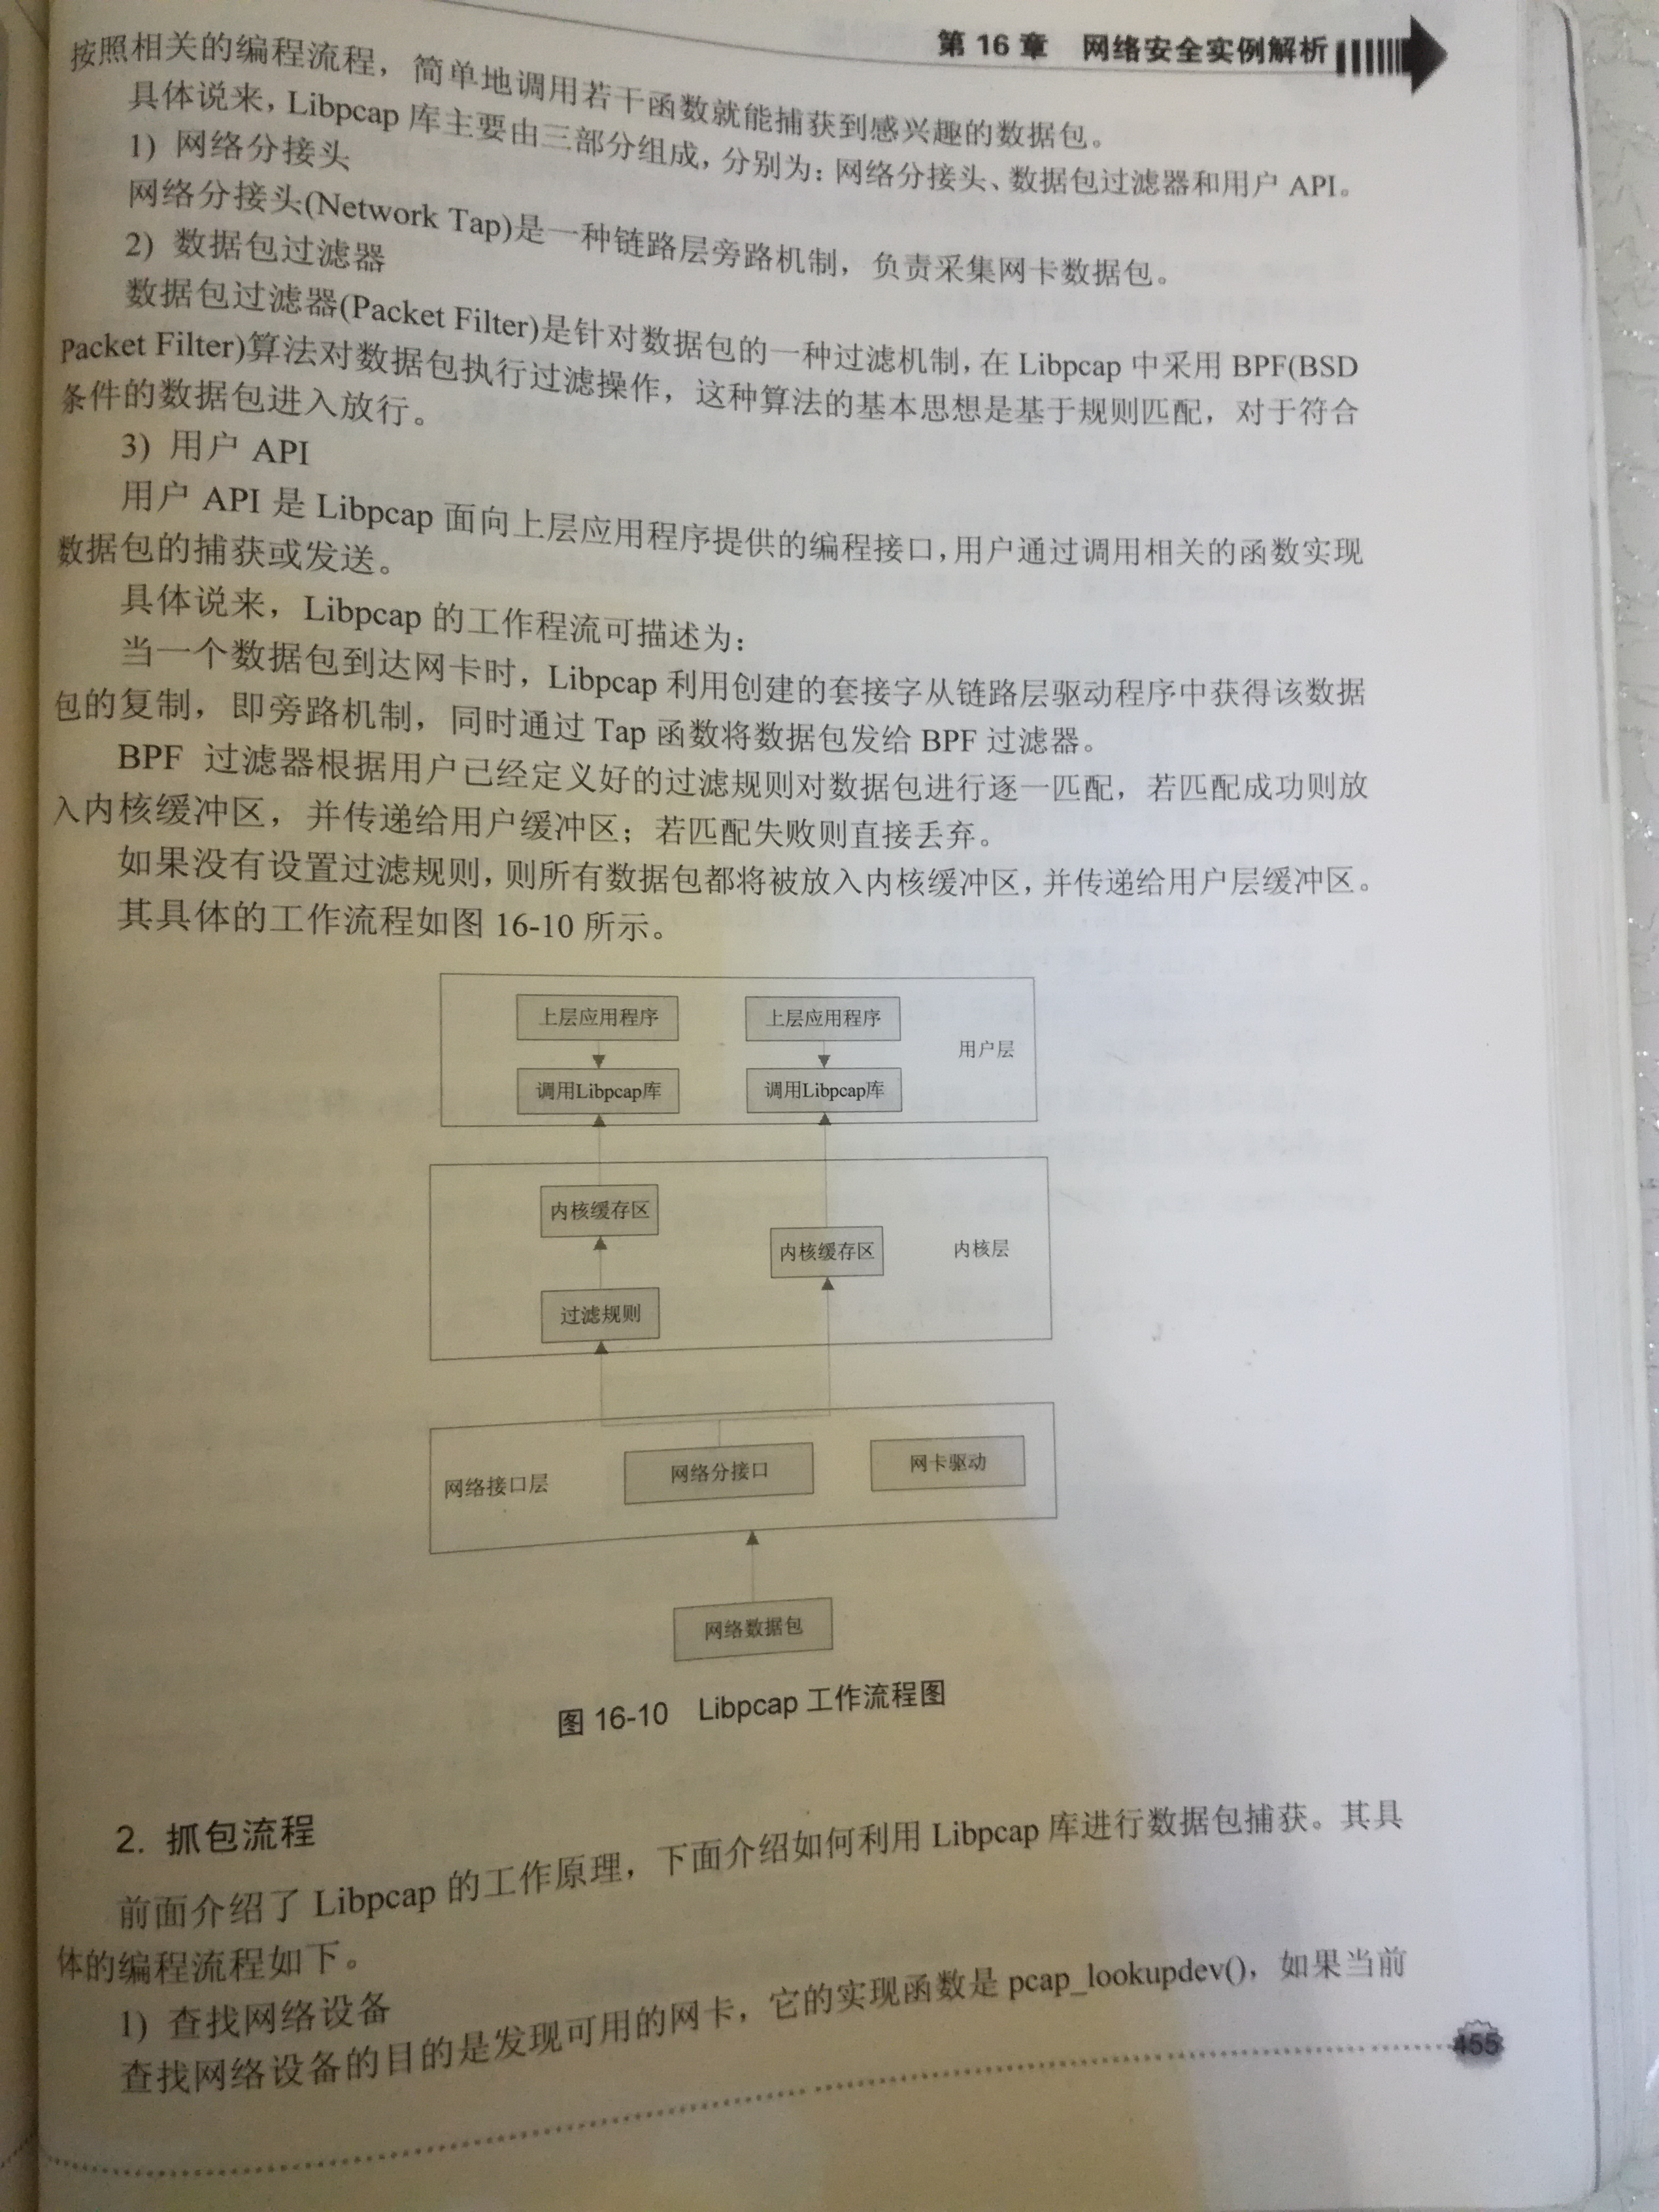 第 16 章 网络安全实例解析
按照相关的编程流程，简单地调用若干函数就能捕获到感兴趣的数据包。
具体说来，Libpcap 库主要由三部分组成，分别为：网络分接头、数据包过滤器和用户 API。
1) 网络分接头
网络分接头(Network Tap)是一种链路层旁路机制，负责采集网卡数据包。
2) 数据包过滤器
数据包过滤器(Packet Filter)是针对数据包的一种过滤机制，在 Libpcap 中采用 BPF(BSD
Packet Filter)算法对数据包执行过滤操作，这种算法的基本思想是基于规则匹配，对于符合
条件的数据包进入放行。
3) 用户 API
用户 API 是 Libpcap 面向上层应用程序提供的编程接口，用户通过调用相关的函数实现
数据包的捕获或发送。
具体说来，Libpcap 的工作程流可描述为：
当一个数据包到达网卡时，Libpcap 利用创建的套接字从链路层驱动程序中获得该数据
包的复制，即旁路机制，同时通过 Tap 函数将数据包发给 BPF 过滤器。
BPF 过滤器根据用户已经定义好的过滤规则对数据包进行逐一匹配，若匹配成功则放
入内核缓冲区，并传递给用户缓冲区；若匹配失败则直接丢弃。
如果没有设置过滤规则，则所有数据包都将被放入内核缓冲区，并传递给用户层缓冲区。
其具体的工作流程如图 16-10 所示。
上层应用程序 上层应用程序
用户层
调用Libpcap库 调用Libpcap库
内核缓存区
内核缓存区 内核层
过滤规则
网络接口层 网络分接口 网卡驱动
网络数据包
图 16-10 Libpcap 工作流程图
2. 抓包流程
前面介绍了 Libpcap 的工作原理，下面介绍如何利用 Libpcap 库进行数据包捕获。其具
体的编程流程如下。
1) 查找网络设备
查找网络设备的目的是发现可用的网卡，它的实现函数是 pcap_lookupdev()，如果当前
455